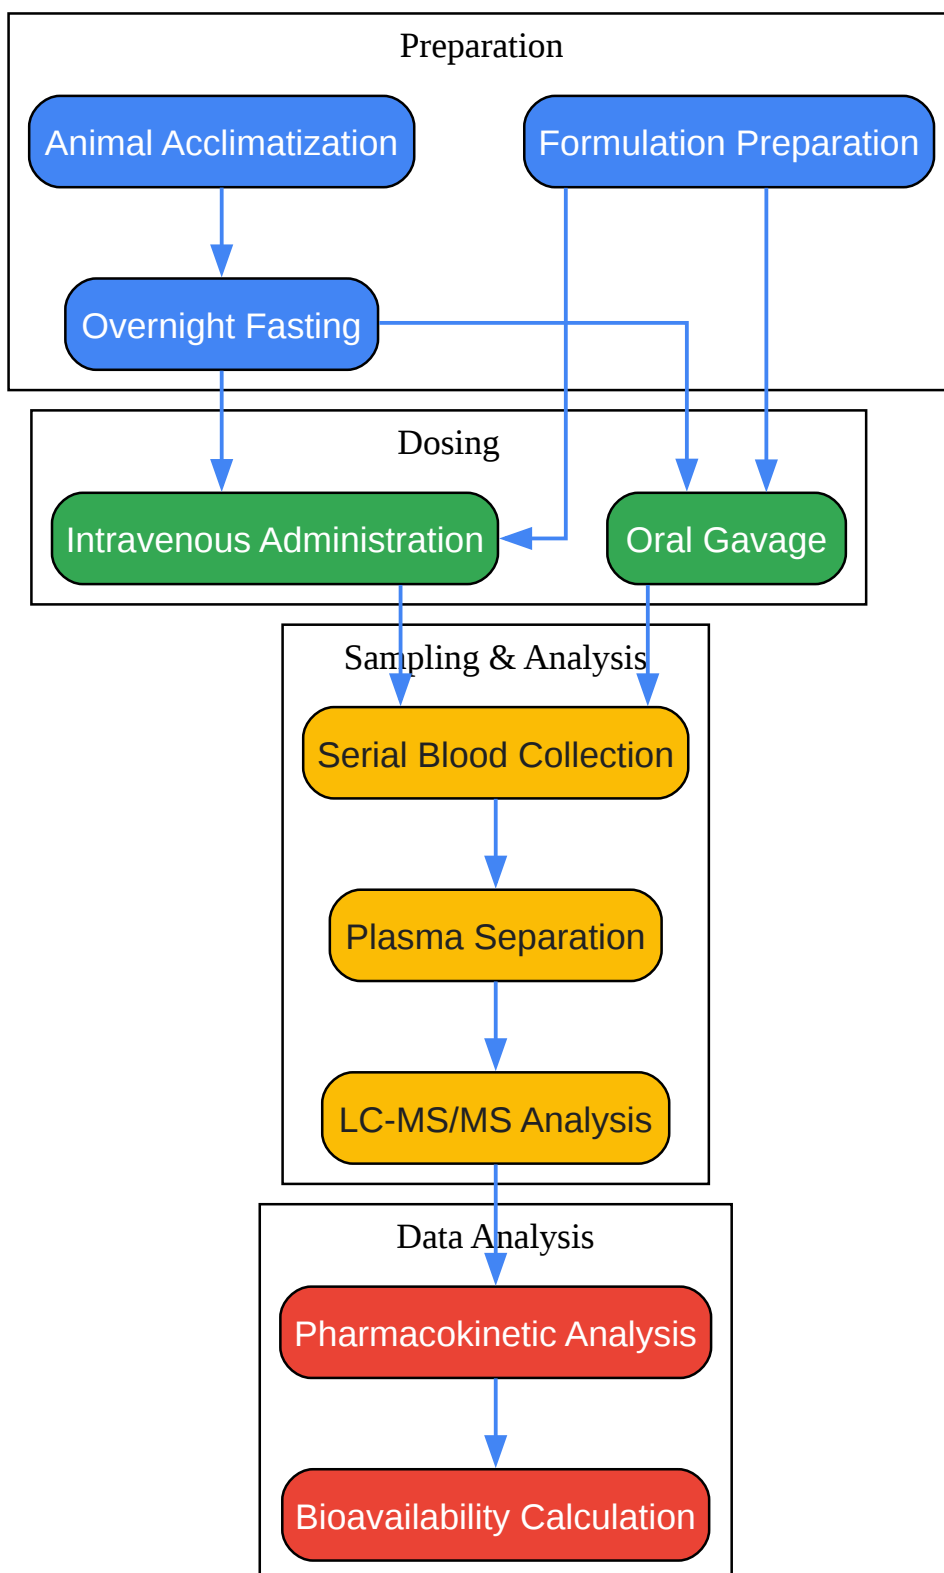 Preparation
Animal Acclimatization
Formulation Preparation
Overnight Fasting
Dosing
Intravenous Administration
Oral Gavage
Sampling & Analysis
Serial Blood Collection
Plasma Separation
LC-MS/MS Analysis
Data Analysis
Pharmacokinetic Analysis
Bioavailability Calculation